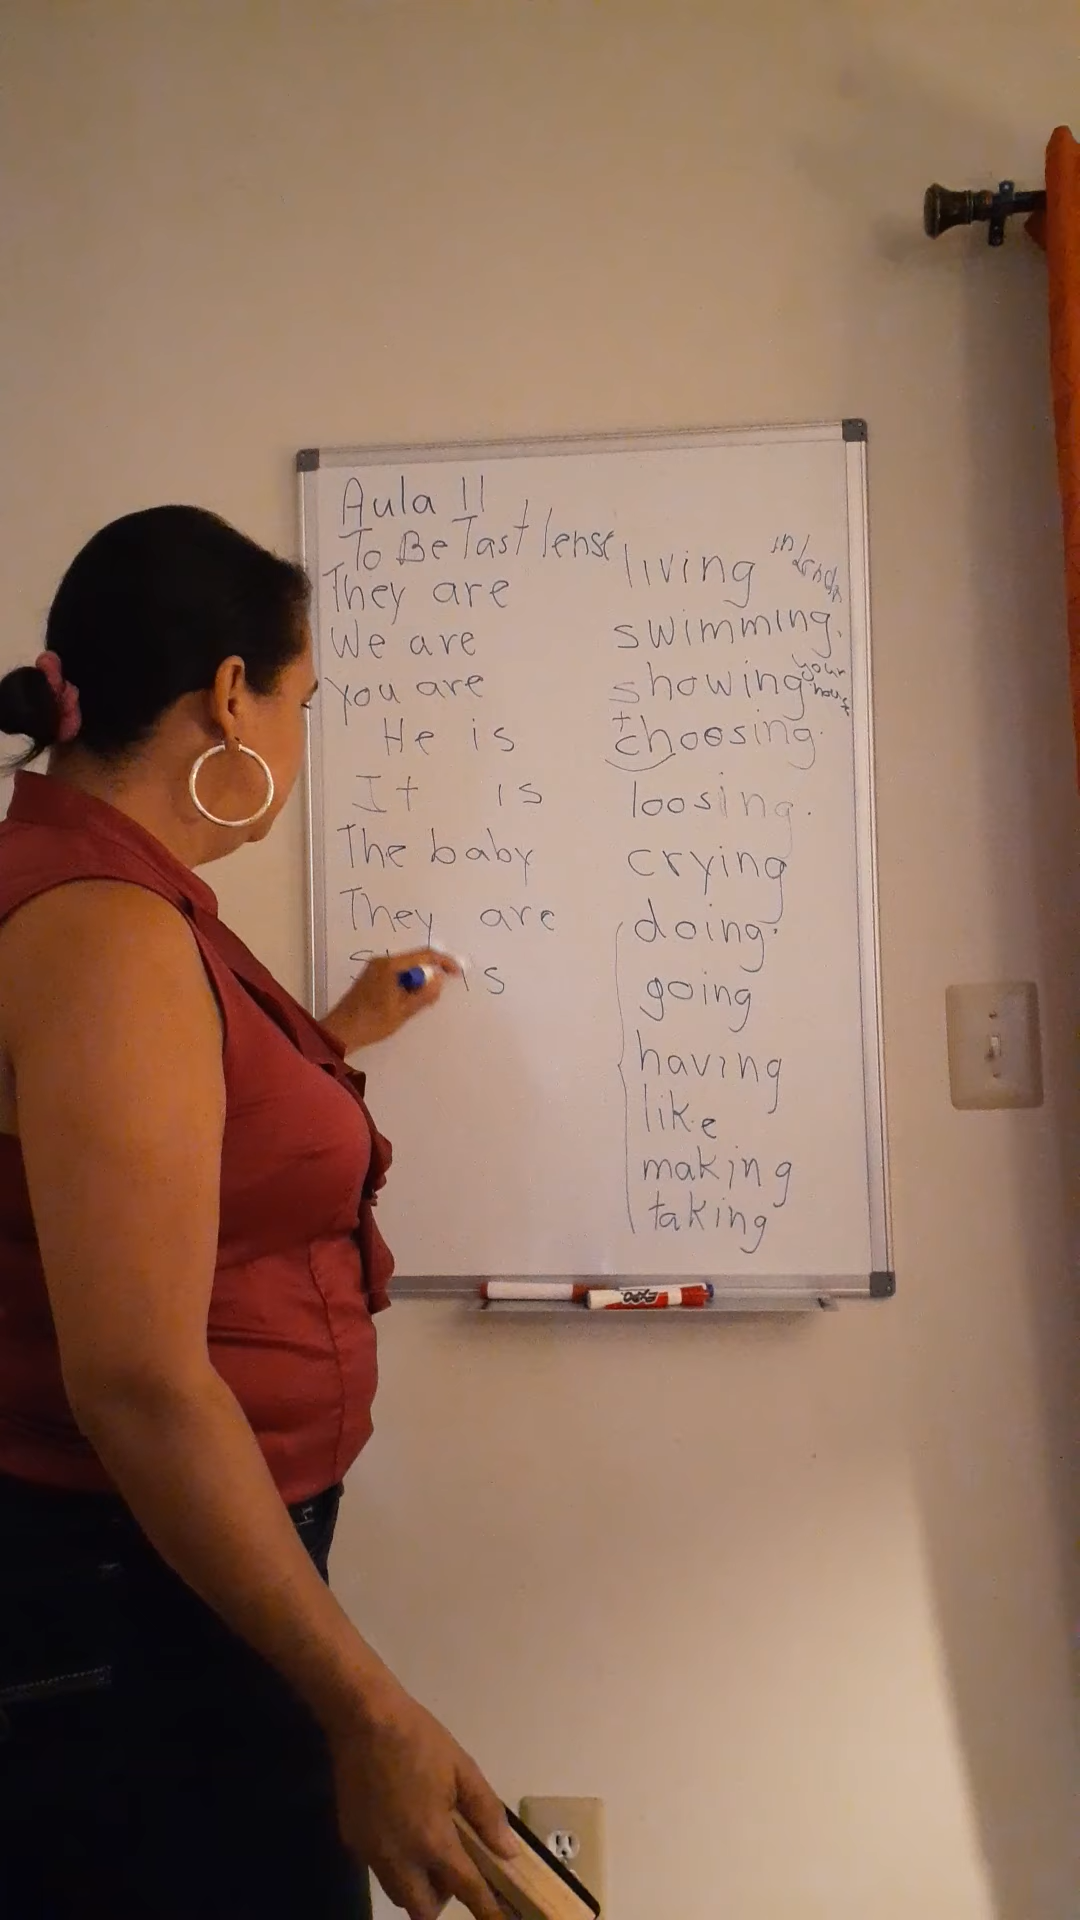 Aula 11
To Be Past Tense
They are
We are
You are
He is
It is
The baby
They are
is
living in London
swimming.
showing your house
t
choosing.
loosing.
crying
doing.
going
having
like
making
taking
EXPO